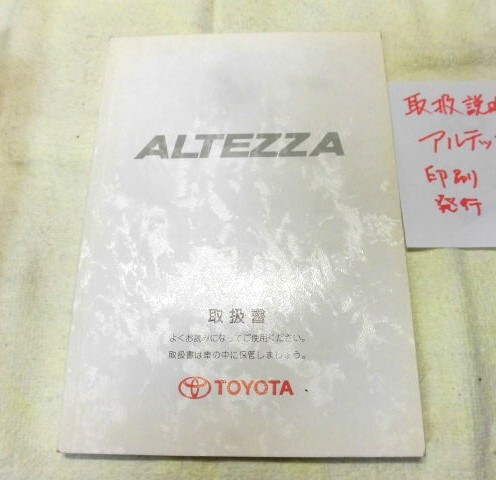 ALTEZZA
取扱書
よくお読みになってご使用ください。
取扱書は車の中に保管しましょう。
TOYOTA
取扱説
アルテッ
印刷
発行